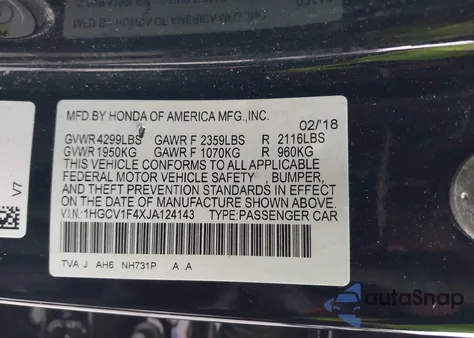 MFD BY HONDA OF AMERICA MFG.,INC.
02/'18
GVWR 4299LBS GAWR F 2359LBS R 2116LBS
GVWR 1950KG GAWR F 1070KG R 960KG
THIS VEHICLE CONFORMS TO ALL APPLICABLE
FEDERAL MOTOR VEHICLE SAFETY , BUMPER,
AND THEFT PREVENTION STANDARDS IN EFFECT
ON THE DATE OF MANUFACTURE SHOWN ABOVE.
V.I.N.: 1HGCV1F4XJA124143 TYPE: PASSENGER CAR
TVA J AH6 NH731P .A .A
V7
autoSnap